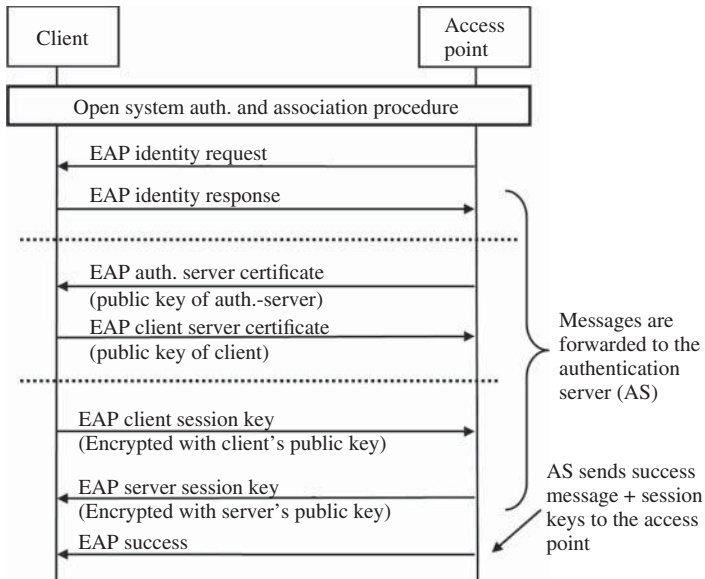 Client
Access
point
Open system auth. and association procedure
EAP identity request
EAP identity response
EAP auth. server certificate
(public key of auth.-server)
EAP client server certificate
(public key of client)
Messages are
forwarded to the
authentication
server (AS)
EAP client session key
(Encrypted with client's public key)
EAP server session key
(Encrypted with server's public key)
AS sends success
message + session
keys to the access
point
EAP success